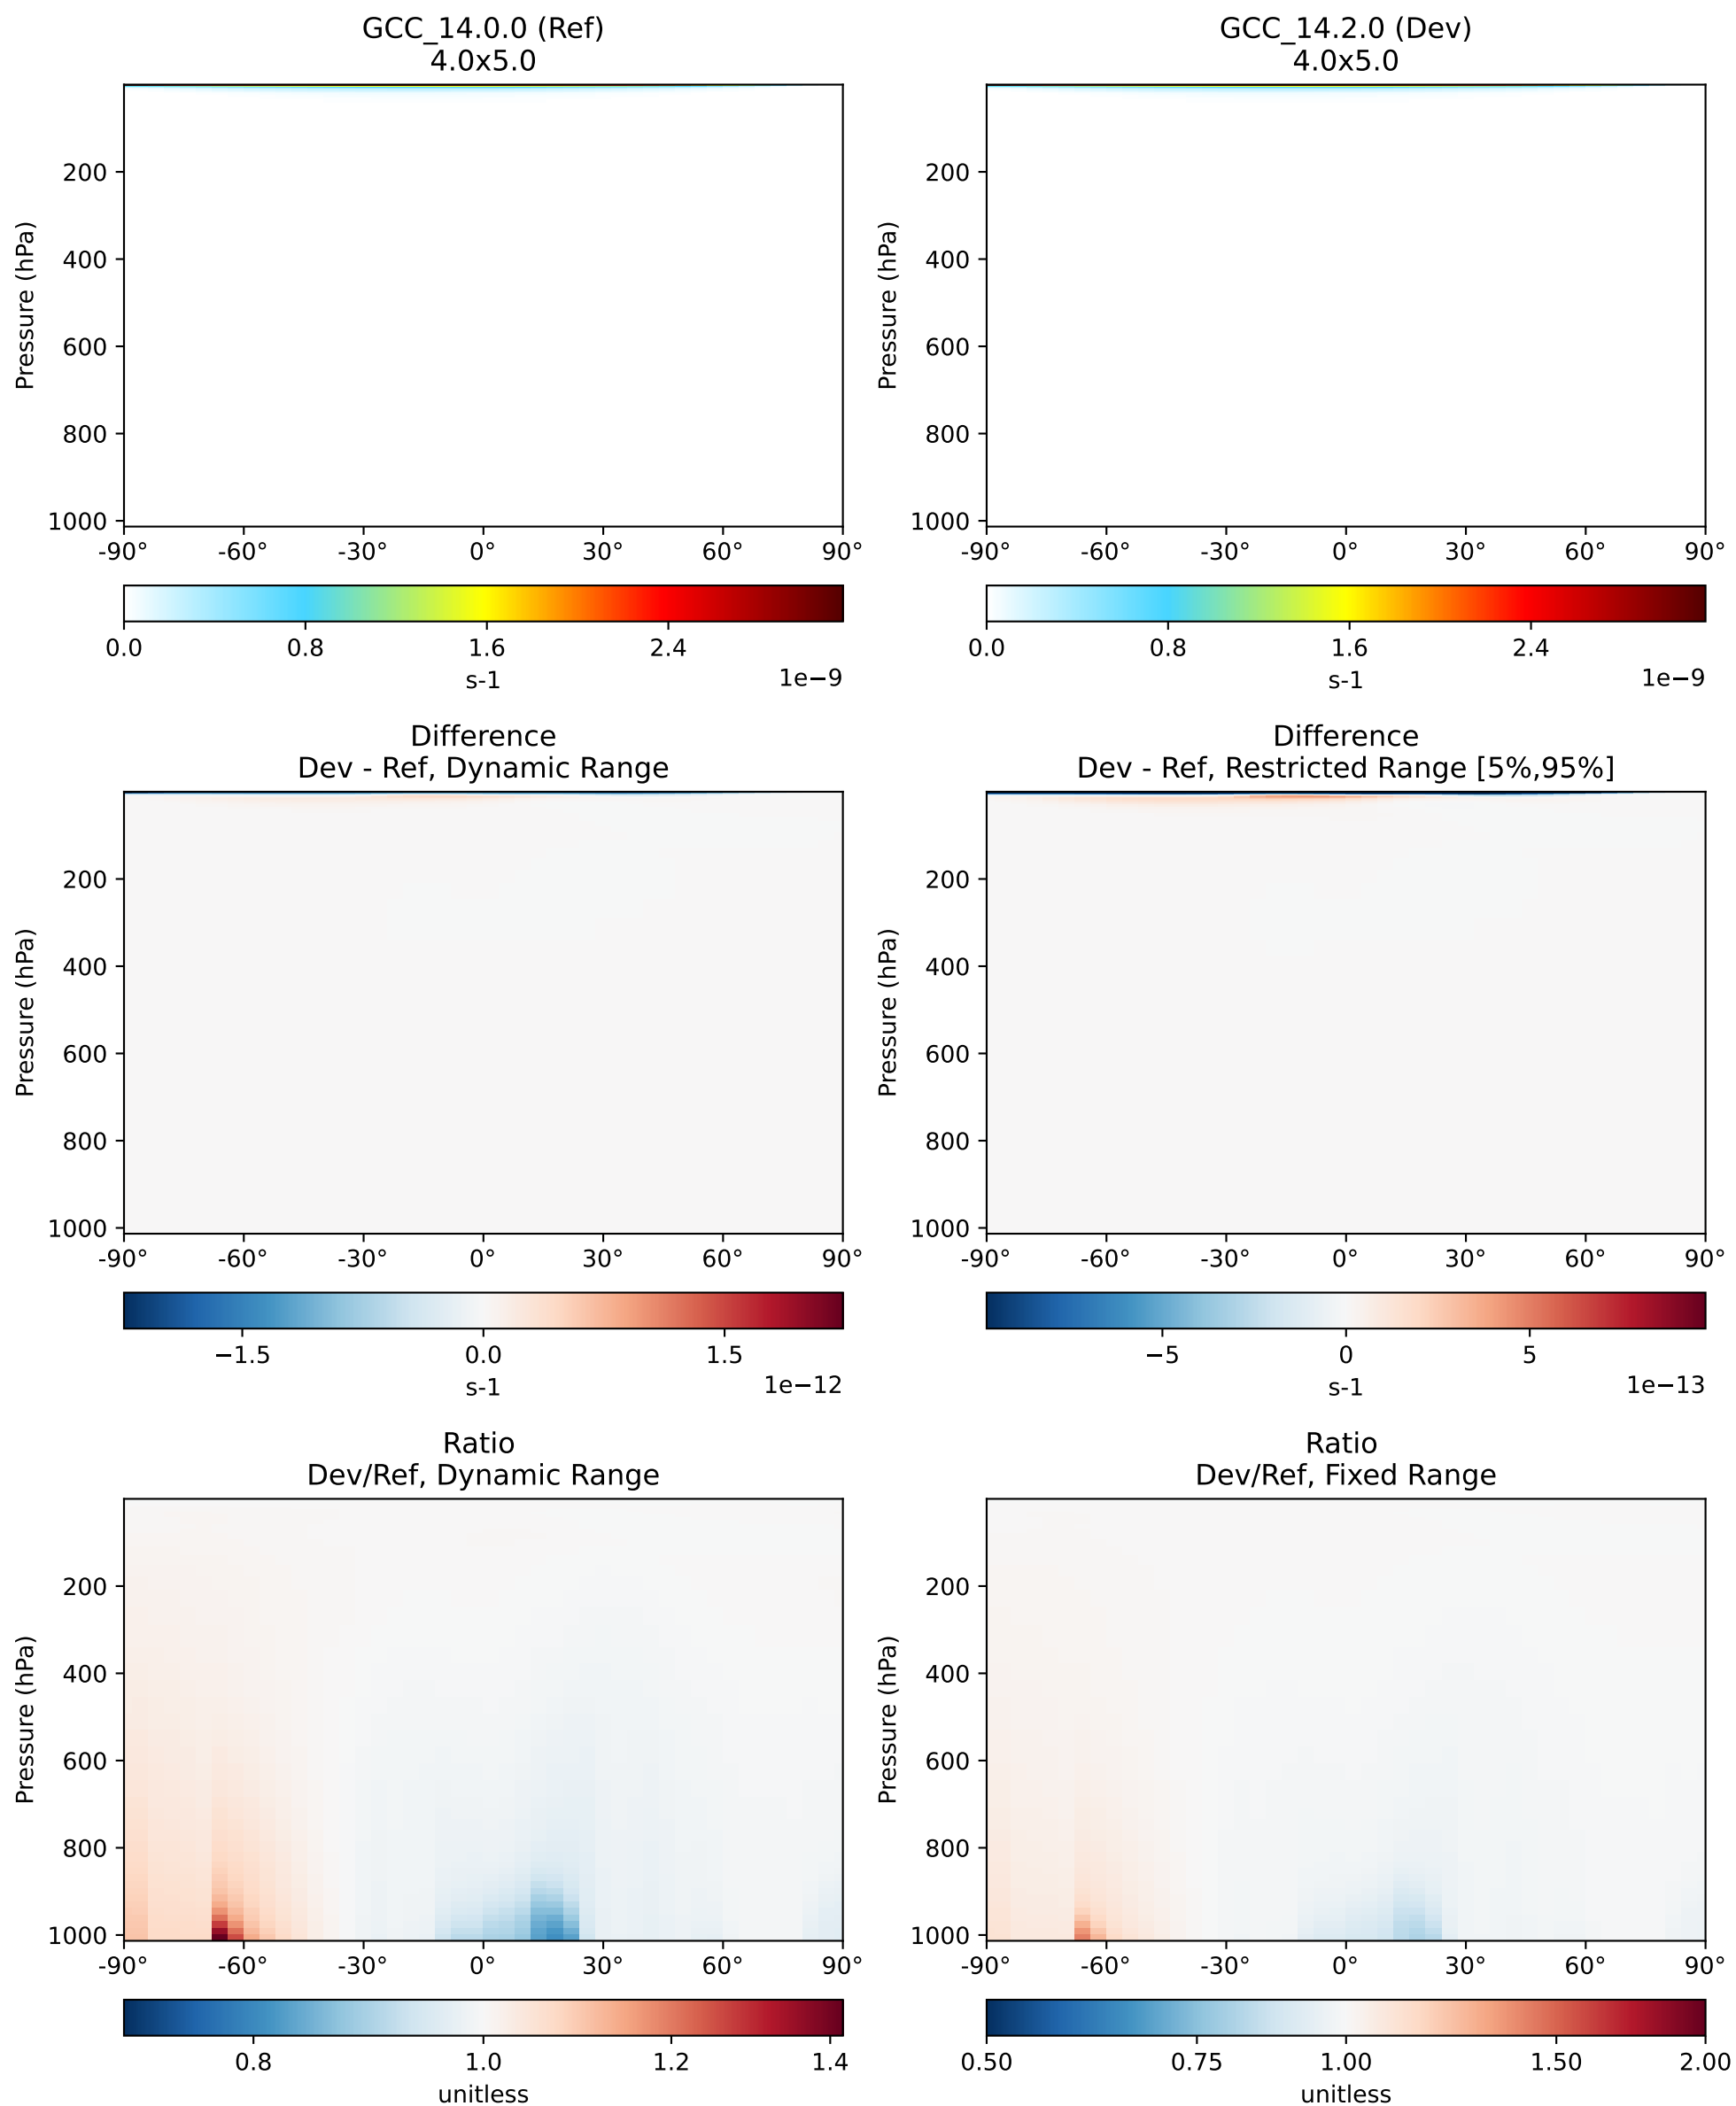 GCC_14.0.0 (Ref)
4.0x5.0
Pressure (hPa)
200
400
600
800
1000
-90° -60° -30° 0° 30° 60° 90°
0.0 0.8 1.6 2.4
s-1 1e−9
GCC_14.2.0 (Dev)
4.0x5.0
Pressure (hPa)
200
400
600
800
1000
-90° -60° -30° 0° 30° 60° 90°
0.0 0.8 1.6 2.4
s-1 1e−9
Difference
Dev - Ref, Dynamic Range
Pressure (hPa)
200
400
600
800
1000
-90° -60° -30° 0° 30° 60° 90°
−1.5 0.0 1.5
s-1 1e−12
Difference
Dev - Ref, Restricted Range [5%,95%]
Pressure (hPa)
200
400
600
800
1000
-90° -60° -30° 0° 30° 60° 90°
−5 0 5
s-1 1e−13
Ratio
Dev/Ref, Dynamic Range
Pressure (hPa)
200
400
600
800
1000
-90° -60° -30° 0° 30° 60° 90°
0.8 1.0 1.2 1.4
unitless
Ratio
Dev/Ref, Fixed Range
Pressure (hPa)
200
400
600
800
1000
-90° -60° -30° 0° 30° 60° 90°
0.50 0.75 1.00 1.50 2.00
unitless